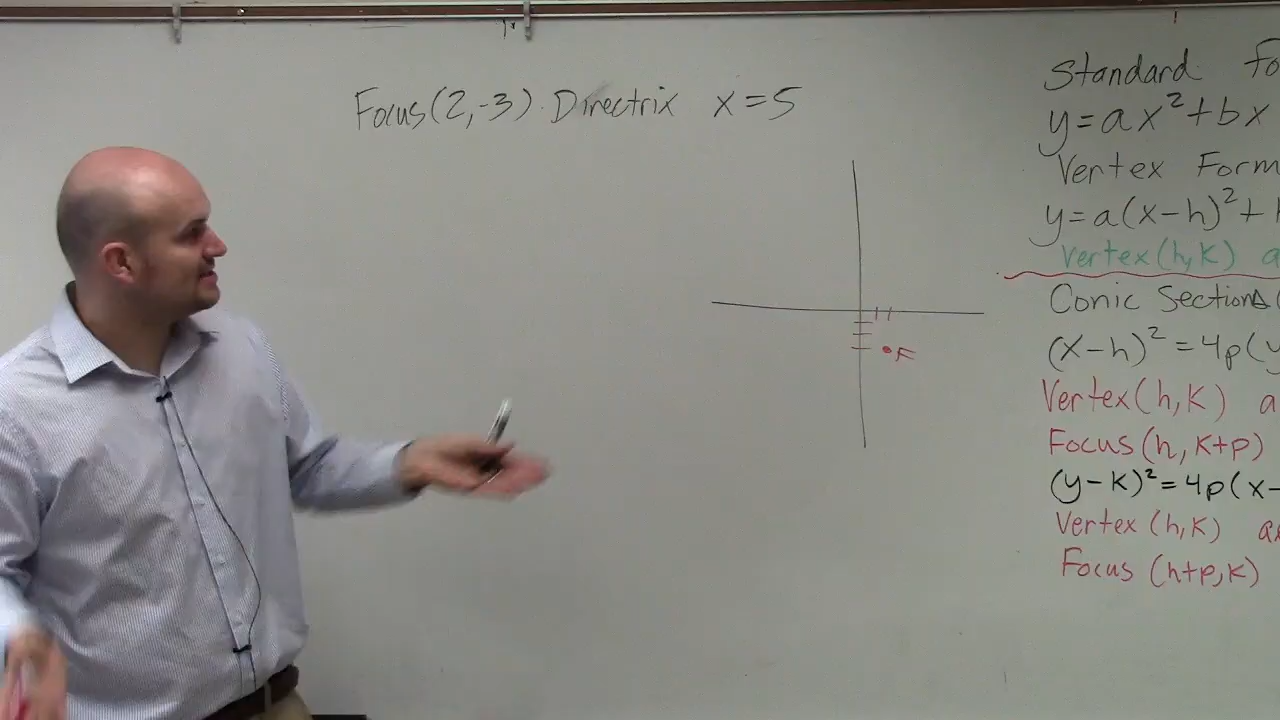 Focus(2,-3). Directrix x=5
F
Standard
y=ax²+bx
Vertex
y=a(x-h)²+
Vertex(h,k)
Conic Sections
(x-h)²=4p(y
Vertex(h,k)
Focus(h,k+p)
(y-k)²=4p(x-
Vertex(h,k)
Focus (h+p,k)